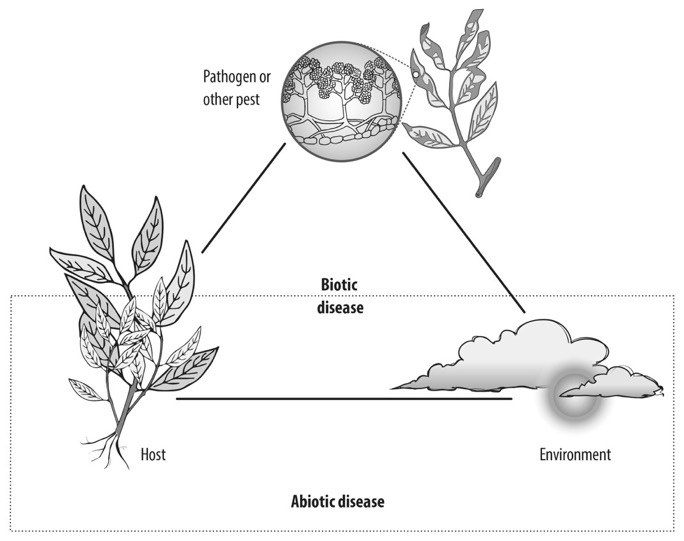 Pathogen or
other pest
Biotic
disease
Host
Environment
Abiotic disease